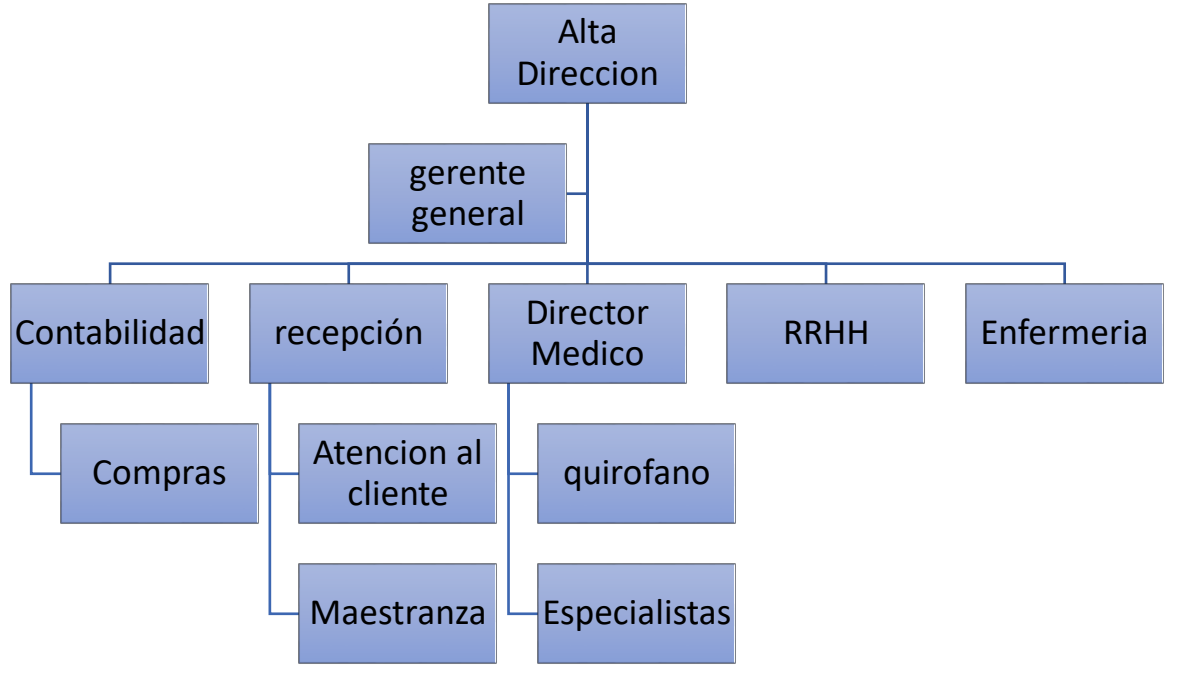 Alta
Direccion
gerente
general
Contabilidad
recepción
Director
Medico
RRHH
Enfermeria
Compras
Atencion al
cliente
quirofano
Maestranza
Especialistas